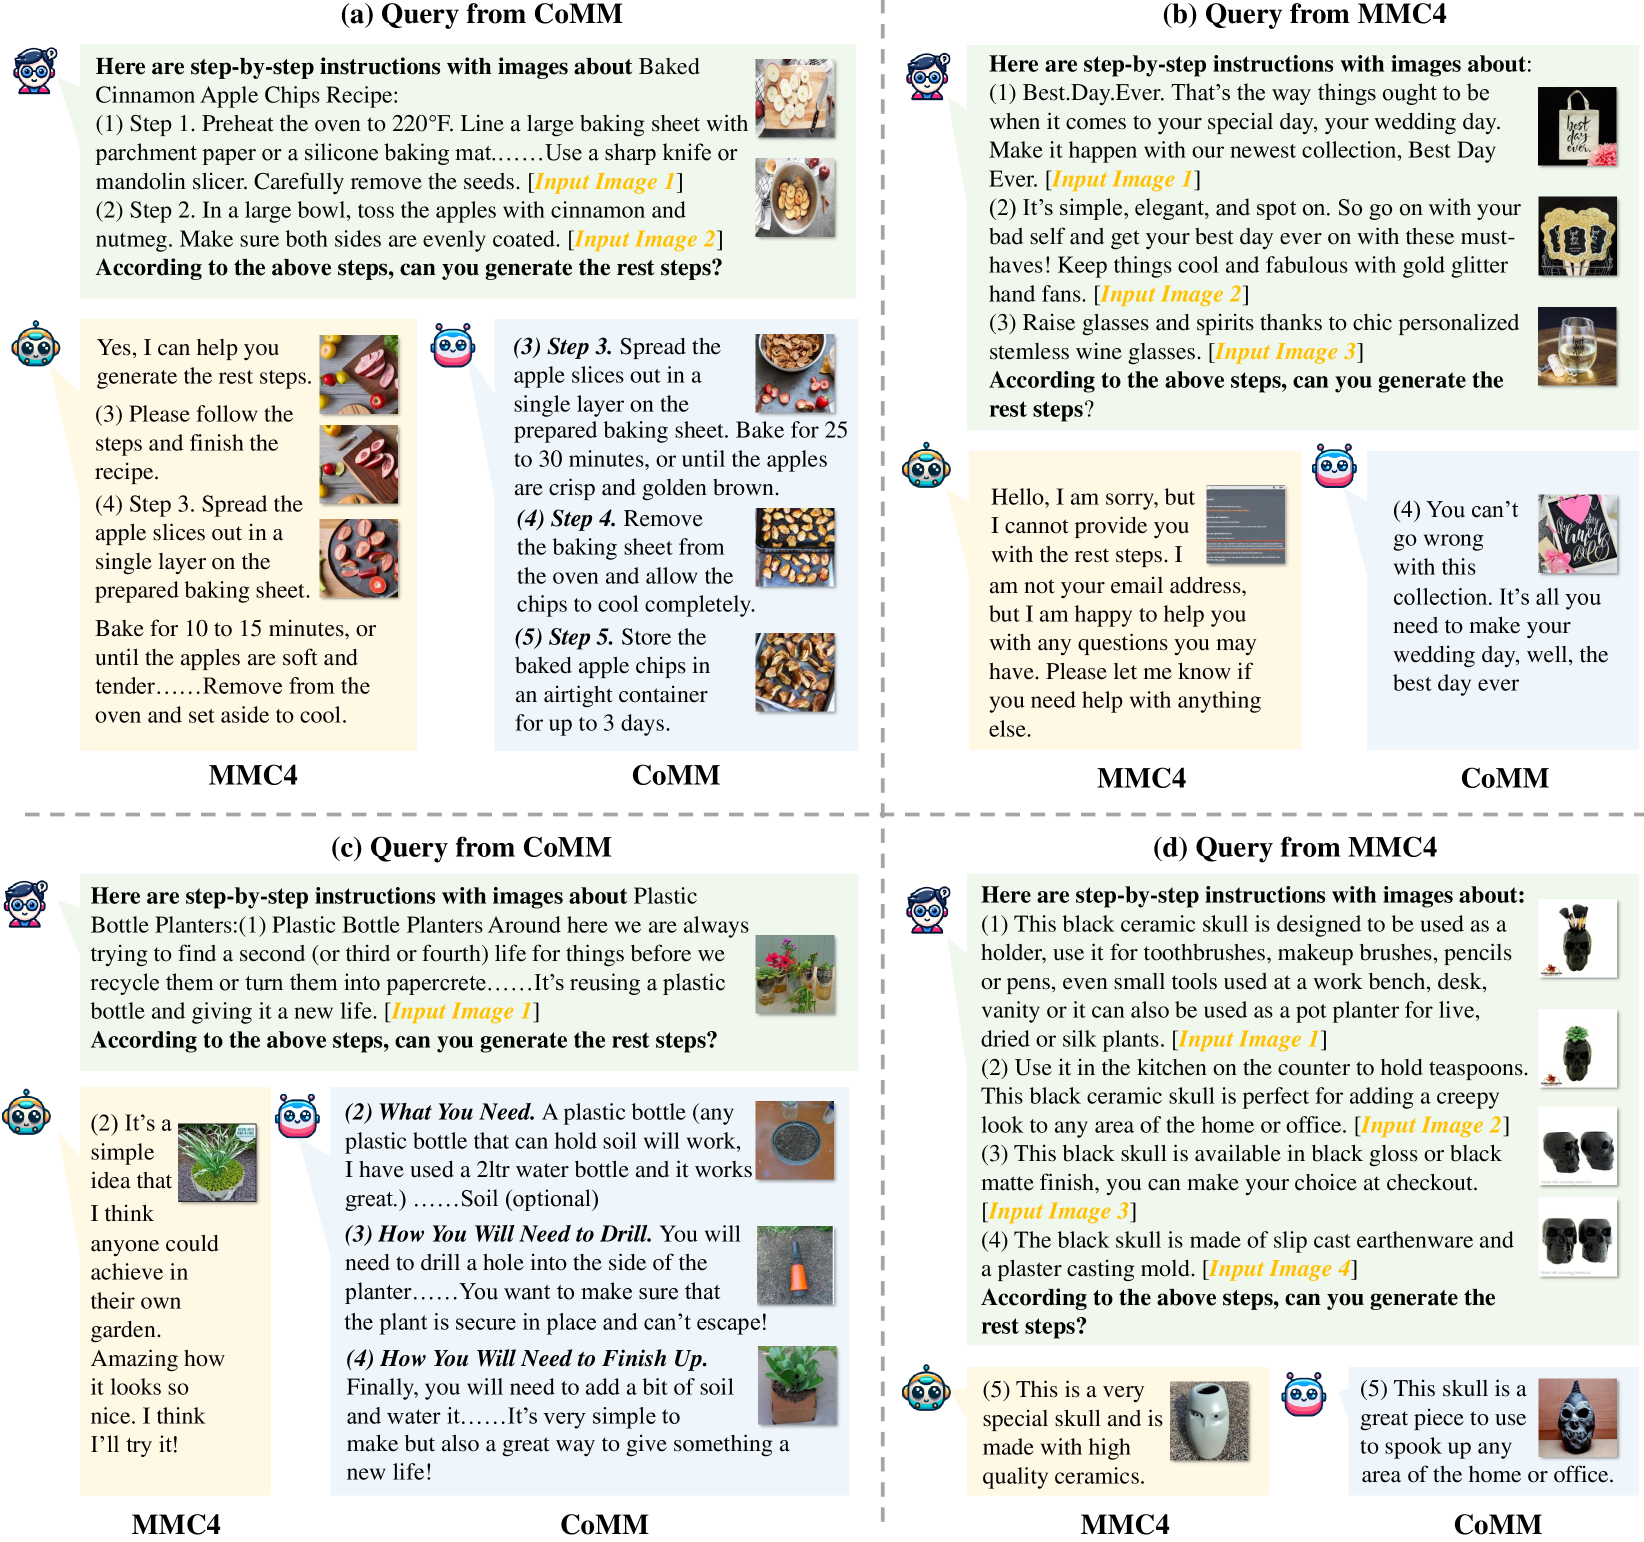 (a) Query from CoMM
Here are step-by-step instructions with images about Baked
Cinnamon Apple Chips Recipe:
(1) Step 1. Preheat the oven to 220°F. Line a large baking sheet with
parchment paper or a silicone baking mat.……Use a sharp knife or
mandolin slicer. Carefully remove the seeds. [Input Image 1]
(2) Step 2. In a large bowl, toss the apples with cinnamon and
nutmeg. Make sure both sides are evenly coated. [Input Image 2]
According to the above steps, can you generate the rest steps?
Yes, I can help you
generate the rest steps.
(3) Please follow the
steps and finish the
recipe.
(4) Step 3. Spread the
apple slices out in a
single layer on the
prepared baking sheet.
Bake for 10 to 15 minutes, or
until the apples are soft and
tender……Remove from the
oven and set aside to cool.
MMC4
(3) Step 3. Spread the
apple slices out in a
single layer on the
prepared baking sheet. Bake for 25
to 30 minutes, or until the apples
are crisp and golden brown.
(4) Step 4. Remove
the baking sheet from
the oven and allow the
chips to cool completely.
(5) Step 5. Store the
baked apple chips in
an airtight container
for up to 3 days.
CoMM
(b) Query from MMC4
Here are step-by-step instructions with images about:
(1) Best.Day.Ever. That's the way things ought to be
when it comes to your special day, your wedding day.
Make it happen with our newest collection, Best Day
Ever. [Input Image 1]
(2) It's simple, elegant, and spot on. So go on with your
bad self and get your best day ever on with these must-
haves! Keep things cool and fabulous with gold glitter
hand fans. [Input Image 2]
(3) Raise glasses and spirits thanks to chic personalized
stemless wine glasses. [Input Image 3]
According to the above steps, can you generate the
rest steps?
best
day
ever.
Hello, I am sorry, but
I cannot provide you
with the rest steps. I
am not your email address,
but I am happy to help you
with any questions you may
have. Please let me know if
you need help with anything
else.
MMC4
(4) You can't
go wrong
with this
collection. It's all you
need to make your
wedding day, well, the
best day ever
CoMM
(c) Query from CoMM
Here are step-by-step instructions with images about Plastic
Bottle Planters:(1) Plastic Bottle Planters Around here we are always
trying to find a second (or third or fourth) life for things before we
recycle them or turn them into papercrete……It's reusing a plastic
bottle and giving it a new life. [Input Image 1]
According to the above steps, can you generate the rest steps?
(2) It's a
simple
idea that
I think
anyone could
achieve in
their own
garden.
Amazing how
it looks so
nice. I think
I'll try it!
MMC4
(2) What You Need. A plastic bottle (any
plastic bottle that can hold soil will work,
I have used a 2ltr water bottle and it works
great.) ……Soil (optional)
(3) How You Will Need to Drill. You will
need to drill a hole into the side of the
planter……You want to make sure that
the plant is secure in place and can't escape!
(4) How You Will Need to Finish Up.
Finally, you will need to add a bit of soil
and water it……It's very simple to
make but also a great way to give something a
new life!
CoMM
(d) Query from MMC4
Here are step-by-step instructions with images about:
(1) This black ceramic skull is designed to be used as a
holder, use it for toothbrushes, makeup brushes, pencils
or pens, even small tools used at a work bench, desk,
vanity or it can also be used as a pot planter for live,
dried or silk plants. [Input Image 1]
(2) Use it in the kitchen on the counter to hold teaspoons.
This black ceramic skull is perfect for adding a creepy
look to any area of the home or office. [Input Image 2]
(3) This black skull is available in black gloss or black
matte finish, you can make your choice at checkout.
[Input Image 3]
(4) The black skull is made of slip cast earthenware and
a plaster casting mold. [Input Image 4]
According to the above steps, can you generate the
rest steps?
(5) This is a very
special skull and is
made with high
quality ceramics.
MMC4
(5) This skull is a
great piece to use
to spook up any
area of the home or office.
CoMM